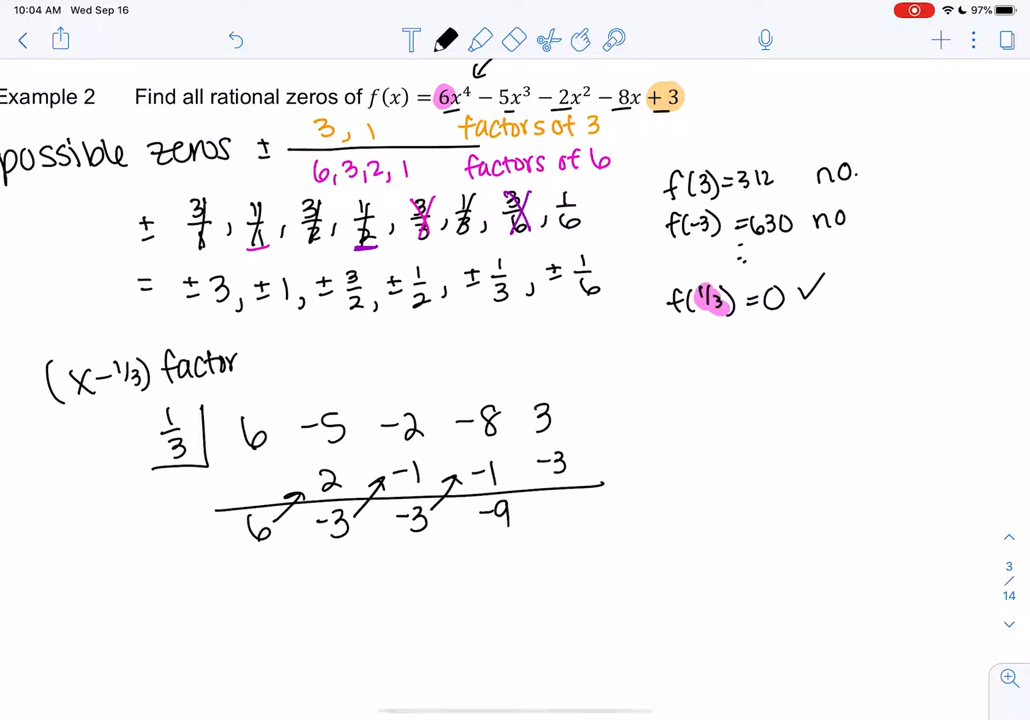 10:04 AM Wed Sep 16
97%
Example 2 Find all rational zeros of f(x) = 6x⁴ − 5x³ − 2x² − 8x + 3
possible zeros ± 3, 1 factors of 3
6,3,2,1 factors of 6
± 3/1, 1/1, 3/2, 1/2, 3/3, 1/3, 3/6, 1/6
= ±3, ±1, ±3/2, ±1/2, ±1/3, ±1/6
f(3)=312 no.
f(-3)=630 no
:
f(1/3)=0 ✓
(x-1/3) factor
1/3 | 6 -5 -2 -8 3
2 -1 -1 -3
6 -3 -3 -9
3
/
14